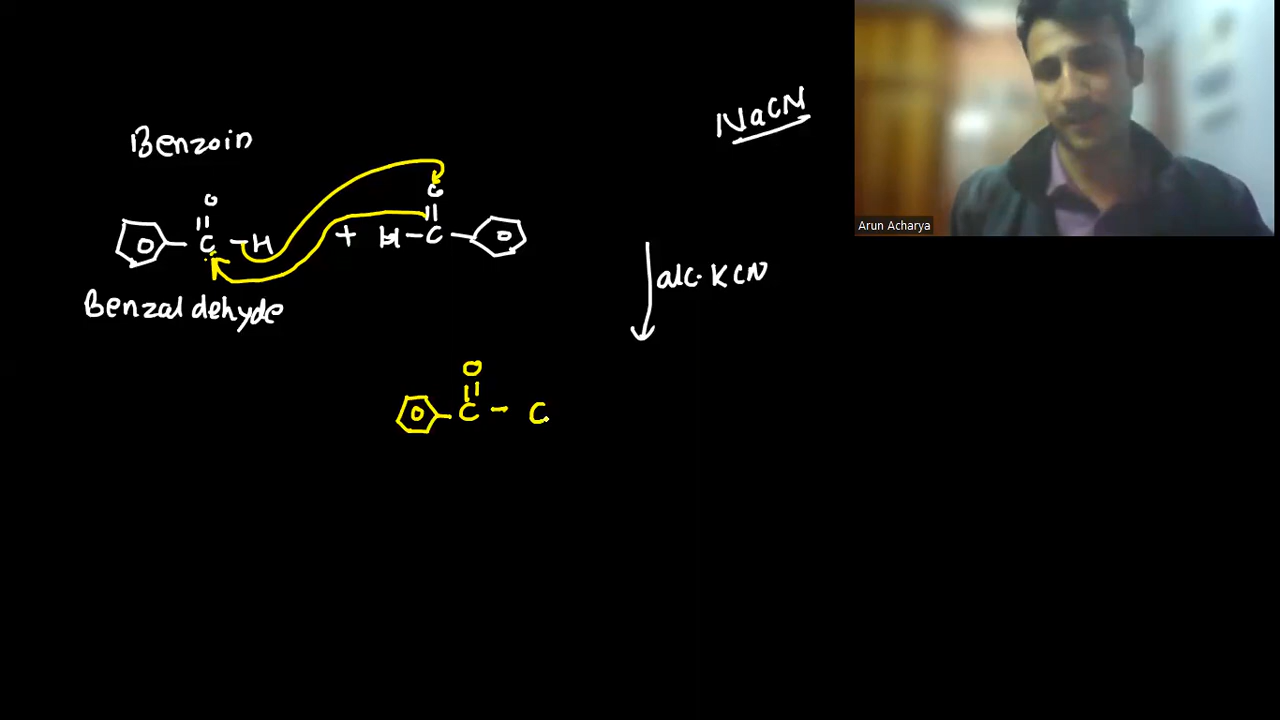 NaCN
Benzoin
O
O
C - H + H - C
alc. KCN
Benzaldehyde
O
C - C
Arun Acharya